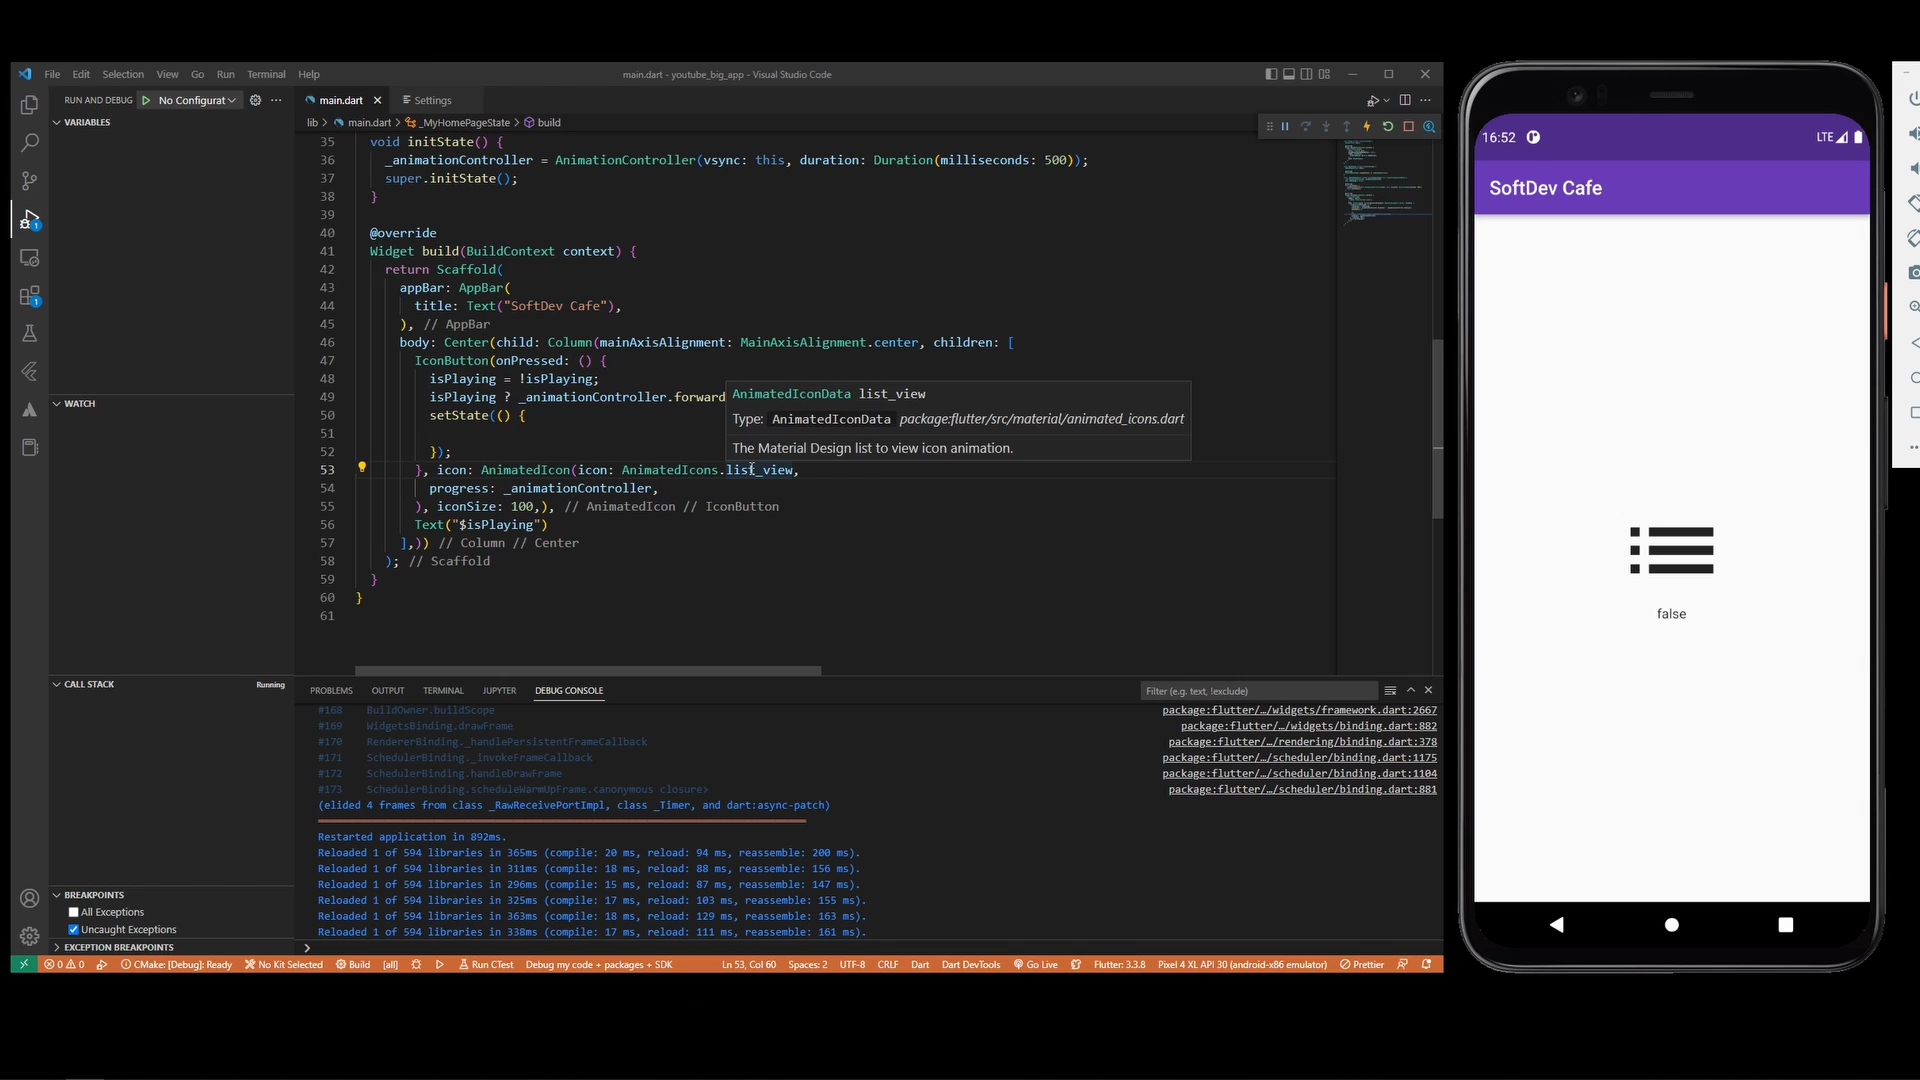 File Edit Selection View Go Run Terminal Help
main.dart - youtube_big_app - Visual Studio Code
RUN AND DEBUG No Configurat
main.dart Settings
VARIABLES
lib > main.dart > _MyHomePageState > build
35 void initState() {
36 _animationController = AnimationController(vsync: this, duration: Duration(milliseconds: 500));
37 super.initState();
38 }
39
40 @override
41 Widget build(BuildContext context) {
42 return Scaffold(
43 appBar: AppBar(
44 title: Text("SoftDev Cafe"),
45 ), // AppBar
46 body: Center(child: Column(mainAxisAlignment: MainAxisAlignment.center, children: [
47 IconButton(onPressed: () {
48 isPlaying = !isPlaying;
49 isPlaying ? _animationController.forward
50 setState(() {
51
52 });
53 }, icon: AnimatedIcon(icon: AnimatedIcons.list_view,
54 progress: _animationController,
55 ), iconSize: 100,), // AnimatedIcon // IconButton
56 Text("$isPlaying")
57 ],)) // Column // Center
58 ); // Scaffold
59 }
60 }
61
AnimatedIconData list_view
Type: AnimatedIconData package:flutter/src/material/animated_icons.dart
The Material Design list to view icon animation.
WATCH
CALL STACK Running
BREAKPOINTS
All Exceptions
Uncaught Exceptions
EXCEPTION BREAKPOINTS
PROBLEMS OUTPUT TERMINAL JUPYTER DEBUG CONSOLE
Filter (e.g. text, !exclude)
#168 BuildOwner.buildScope package:flutter/…/widgets/framework.dart:2667
#169 WidgetsBinding.drawFrame package:flutter/…/widgets/binding.dart:882
#170 RendererBinding._handlePersistentFrameCallback package:flutter/…/rendering/binding.dart:378
#171 SchedulerBinding._invokeFrameCallback package:flutter/…/scheduler/binding.dart:1175
#172 SchedulerBinding.handleDrawFrame package:flutter/…/scheduler/binding.dart:1104
#173 SchedulerBinding.scheduleWarmUpFrame.<anonymous closure> package:flutter/…/scheduler/binding.dart:881
(elided 4 frames from class _RawReceivePortImpl, class _Timer, and dart:async-patch)
Restarted application in 892ms.
Reloaded 1 of 594 libraries in 365ms (compile: 20 ms, reload: 94 ms, reassemble: 200 ms).
Reloaded 1 of 594 libraries in 311ms (compile: 18 ms, reload: 88 ms, reassemble: 156 ms).
Reloaded 1 of 594 libraries in 296ms (compile: 15 ms, reload: 87 ms, reassemble: 147 ms).
Reloaded 1 of 594 libraries in 325ms (compile: 17 ms, reload: 103 ms, reassemble: 155 ms).
Reloaded 1 of 594 libraries in 363ms (compile: 18 ms, reload: 129 ms, reassemble: 163 ms).
Reloaded 1 of 594 libraries in 338ms (compile: 17 ms, reload: 111 ms, reassemble: 161 ms).
0 0 CMake: [Debug]: Ready No Kit Selected Build [all] Run CTest Debug my code + packages + SDK Ln 53, Col 60 Spaces: 2 UTF-8 CRLF Dart Dart DevTools Go Live Flutter: 3.3.8 Pixel 4 XL API 30 (android-x86 emulator) Prettier
16:52 LTE
SoftDev Cafe
false